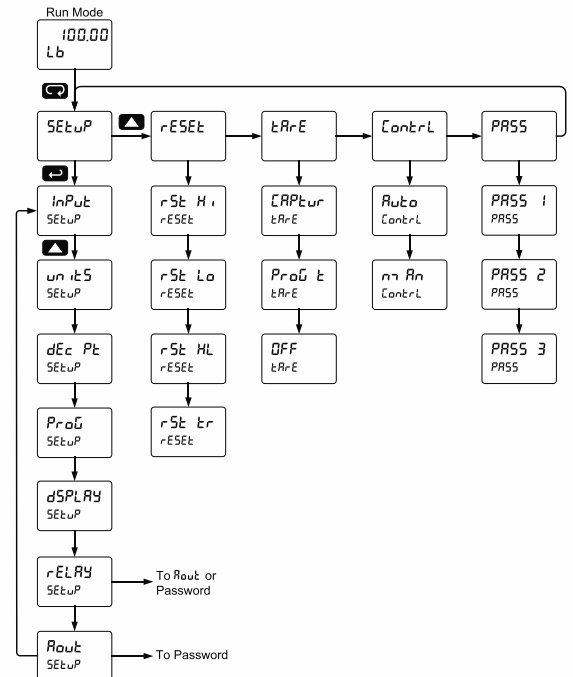 Run Mode
100.00
Lb
SEtuP
rESEt
tArE
ContrL
PASS
InPut
SEtuP
rSt Hi
rESEt
CAPtur
tArE
Auto
ContrL
PASS 1
PASS
unitS
SEtuP
rSt Lo
rESEt
ProG t
tArE
mAn
ContrL
PASS 2
PASS
dEc Pt
SEtuP
rSt HL
rESEt
OFF
tArE
PASS 3
PASS
ProG
SEtuP
rSt tr
rESEt
dSPLAY
SEtuP
rELAY
SEtuP
To Aout or
Password
Aout
SEtuP
To Password